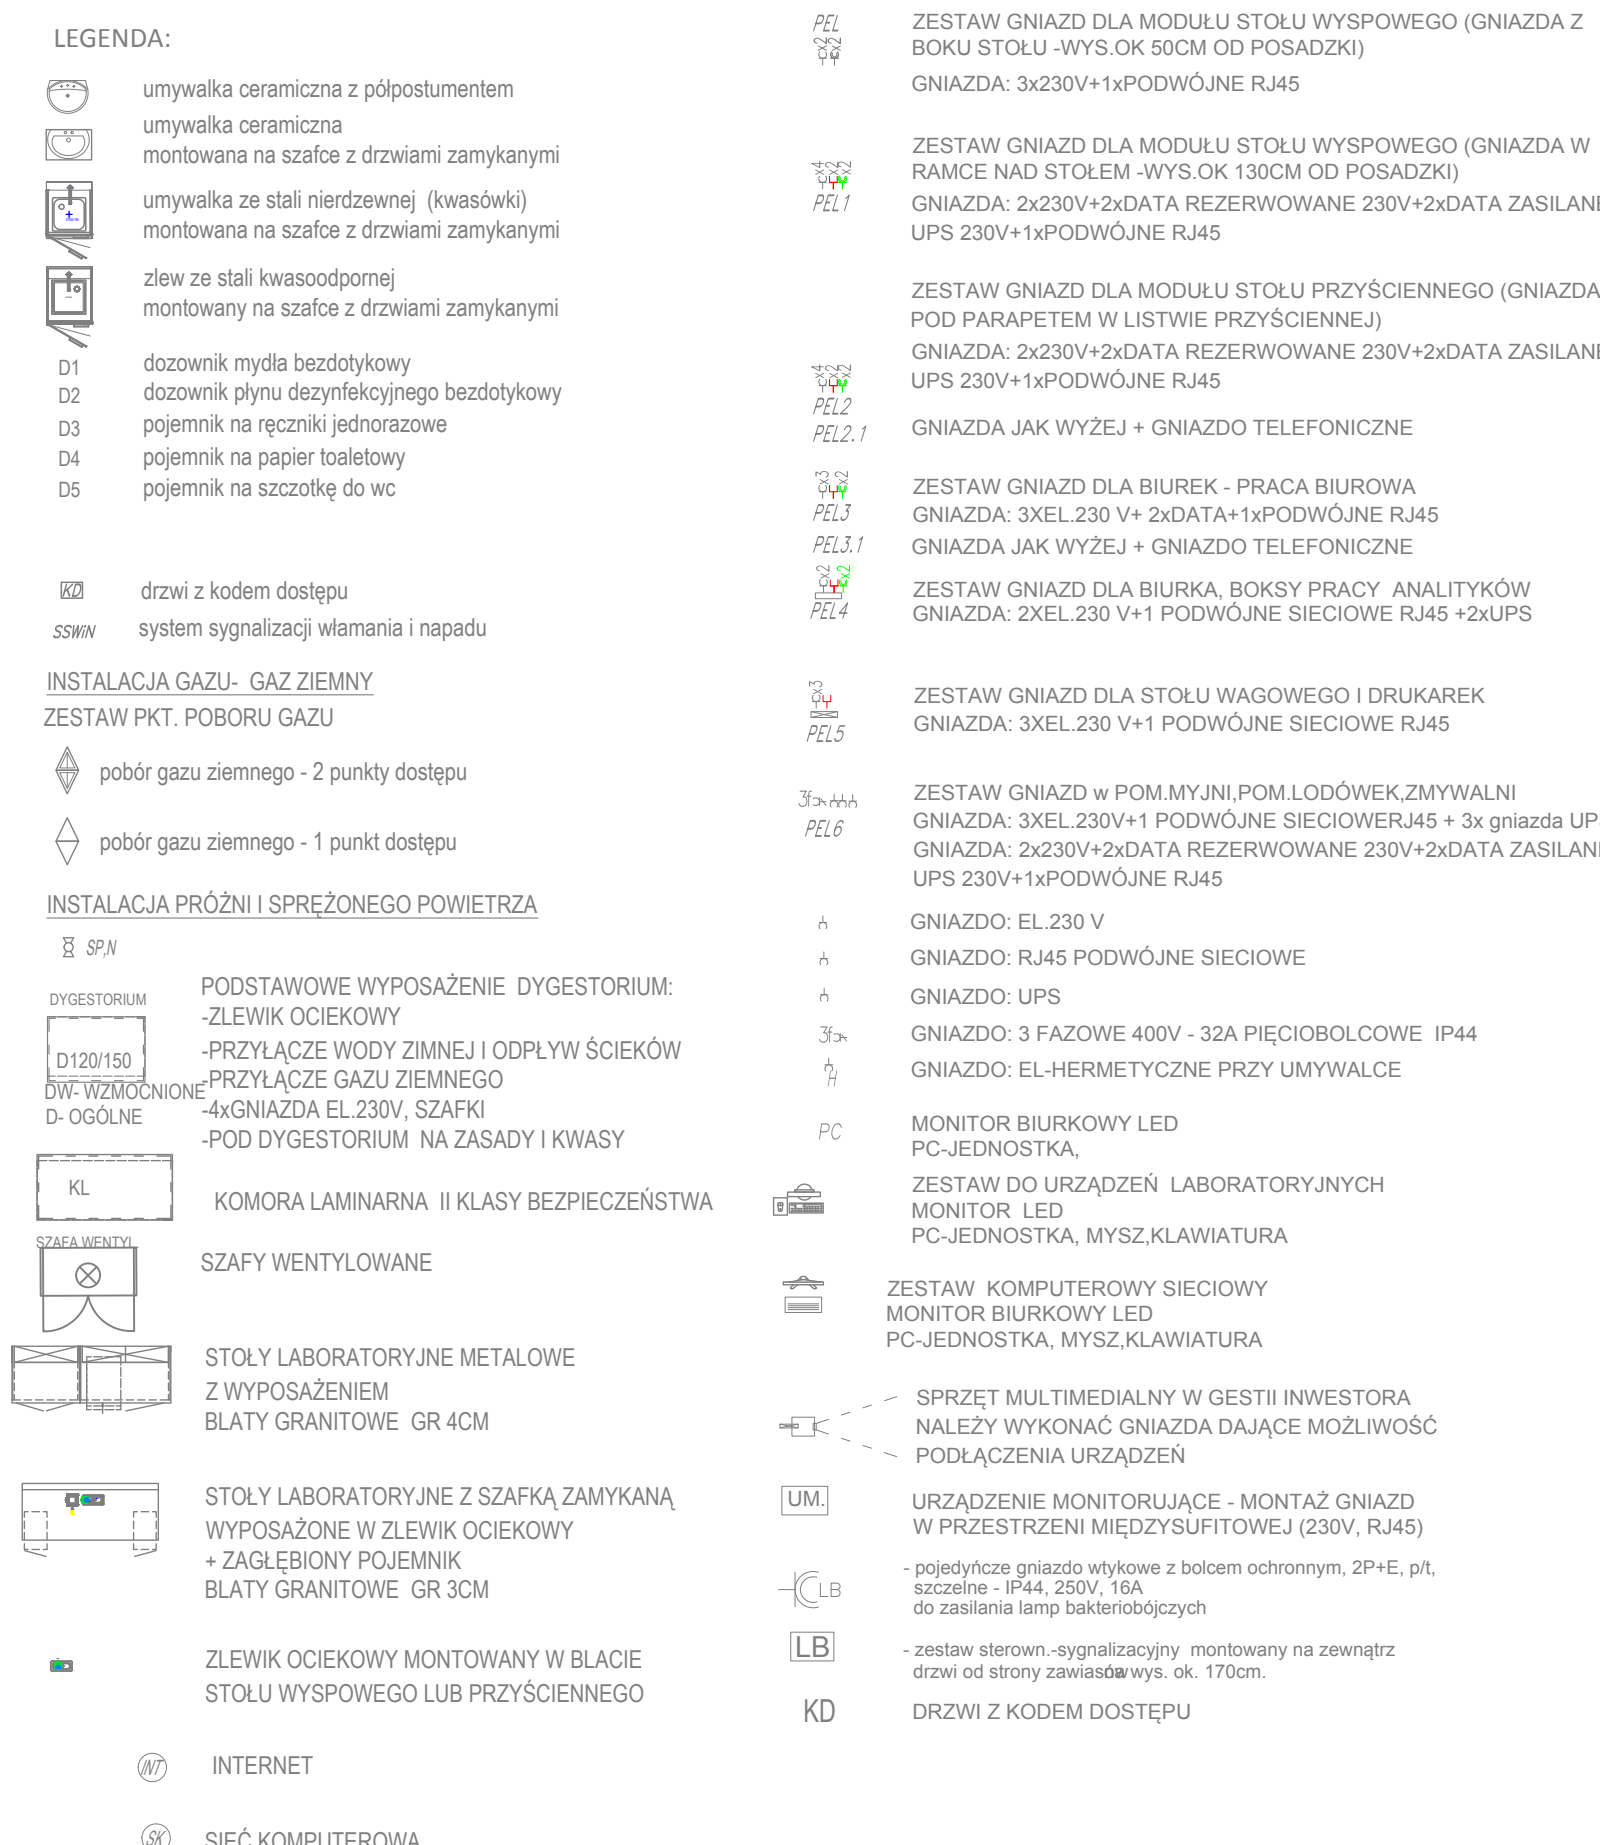 LEGENDA:
umywalka ceramiczna z półpostumentem
umywalka ceramiczna
montowana na szafce z drzwiami zamykanymi
umywalka ze stali nierdzewnej (kwasówki)
montowana na szafce z drzwiami zamykanymi
zlew ze stali kwasoodpornej
montowany na szafce z drzwiami zamykanymi
D1 dozownik mydła bezdotykowy
D2 dozownik płynu dezynfekcyjnego bezdotykowy
D3 pojemnik na ręczniki jednorazowe
D4 pojemnik na papier toaletowy
D5 pojemnik na szczotkę do wc
KD drzwi z kodem dostępu
SSWiN system sygnalizacji włamania i napadu
INSTALACJA GAZU- GAZ ZIEMNY
ZESTAW PKT. POBORU GAZU
pobór gazu ziemnego - 2 punkty dostępu
pobór gazu ziemnego - 1 punkt dostępu
INSTALACJA PRÓŻNI I SPRĘŻONEGO POWIETRZA
SP,N
DYGESTORIUM
D120/150
DW- WZMOCNIONE
D- OGÓLNE
PODSTAWOWE WYPOSAŻENIE DYGESTORIUM:
-ZLEWIK OCIEKOWY
-PRZYŁĄCZE WODY ZIMNEJ I ODPŁYW ŚCIEKÓW
-PRZYŁĄCZE GAZU ZIEMNEGO
-4xGNIAZDA EL.230V, SZAFKI
-POD DYGESTORIUM NA ZASADY I KWASY
KL KOMORA LAMINARNA II KLASY BEZPIECZEŃSTWA
SZAFA WENTYL.
SZAFY WENTYLOWANE
STOŁY LABORATORYJNE METALOWE
Z WYPOSAŻENIEM
BLATY GRANITOWE GR 4CM
STOŁY LABORATORYJNE Z SZAFKĄ ZAMYKANĄ
WYPOSAŻONE W ZLEWIK OCIEKOWY
+ ZAGŁĘBIONY POJEMNIK
BLATY GRANITOWE GR 3CM
ZLEWIK OCIEKOWY MONTOWANY W BLACIE
STOŁU WYSPOWEGO LUB PRZYŚCIENNEGO
INT INTERNET
SK SIEĆ KOMPUTEROWA
PEL ZESTAW GNIAZD DLA MODUŁU STOŁU WYSPOWEGO (GNIAZDA Z
x2 x2 BOKU STOŁU -WYS.OK 50CM OD POSADZKI)
GNIAZDA: 3x230V+1xPODWÓJNE RJ45
ZESTAW GNIAZD DLA MODUŁU STOŁU WYSPOWEGO (GNIAZDA W
x4 x2 x2 RAMCE NAD STOŁEM -WYS.OK 130CM OD POSADZKI)
PEL1 GNIAZDA: 2x230V+2xDATA REZERWOWANE 230V+2xDATA ZASILANE
UPS 230V+1xPODWÓJNE RJ45
ZESTAW GNIAZD DLA MODUŁU STOŁU PRZYŚCIENNEGO (GNIAZDA
POD PARAPETEM W LISTWIE PRZYŚCIENNEJ)
GNIAZDA: 2x230V+2xDATA REZERWOWANE 230V+2xDATA ZASILANE
x4 x2 x2 UPS 230V+1xPODWÓJNE RJ45
PEL2
PEL2.1 GNIAZDA JAK WYŻEJ + GNIAZDO TELEFONICZNE
x3 x2 ZESTAW GNIAZD DLA BIUREK - PRACA BIUROWA
PEL3 GNIAZDA: 3XEL.230 V+ 2xDATA+1xPODWÓJNE RJ45
PEL3.1 GNIAZDA JAK WYŻEJ + GNIAZDO TELEFONICZNE
x2 x2 ZESTAW GNIAZD DLA BIURKA, BOKSY PRACY ANALITYKÓW
PEL4 GNIAZDA: 2XEL.230 V+1 PODWÓJNE SIECIOWE RJ45 +2xUPS
x3 ZESTAW GNIAZD DLA STOŁU WAGOWEGO I DRUKAREK
PEL5 GNIAZDA: 3XEL.230 V+1 PODWÓJNE SIECIOWE RJ45
3f ZESTAW GNIAZD w POM.MYJNI,POM.LODÓWEK,ZMYWALNI
PEL6 GNIAZDA: 3XEL.230V+1 PODWÓJNE SIECIOWERJ45 + 3x gniazda UPS
GNIAZDA: 2x230V+2xDATA REZERWOWANE 230V+2xDATA ZASILANE
UPS 230V+1xPODWÓJNE RJ45
GNIAZDO: EL.230 V
GNIAZDO: RJ45 PODWÓJNE SIECIOWE
GNIAZDO: UPS
3f GNIAZDO: 3 FAZOWE 400V - 32A PIĘCIOBOLCOWE IP44
H GNIAZDO: EL-HERMETYCZNE PRZY UMYWALCE
PC MONITOR BIURKOWY LED
PC-JEDNOSTKA,
ZESTAW DO URZĄDZEŃ LABORATORYJNYCH
MONITOR LED
PC-JEDNOSTKA, MYSZ,KLAWIATURA
ZESTAW KOMPUTEROWY SIECIOWY
MONITOR BIURKOWY LED
PC-JEDNOSTKA, MYSZ,KLAWIATURA
SPRZĘT MULTIMEDIALNY W GESTII INWESTORA
NALEŻY WYKONAĆ GNIAZDA DAJĄCE MOŻLIWOŚĆ
PODŁĄCZENIA URZĄDZEŃ
UM. URZĄDZENIE MONITORUJĄCE - MONTAŻ GNIAZD
W PRZESTRZENI MIĘDZYSUFITOWEJ (230V, RJ45)
- pojedyńcze gniazdo wtykowe z bolcem ochronnym, 2P+E, p/t,
LB szczelne - IP44, 250V, 16A
do zasilania lamp bakteriobójczych
LB - zestaw sterown.-sygnalizacyjny montowany na zewnątrz
drzwi od strony zawiasów na wys. ok. 170cm.
KD DRZWI Z KODEM DOSTĘPU